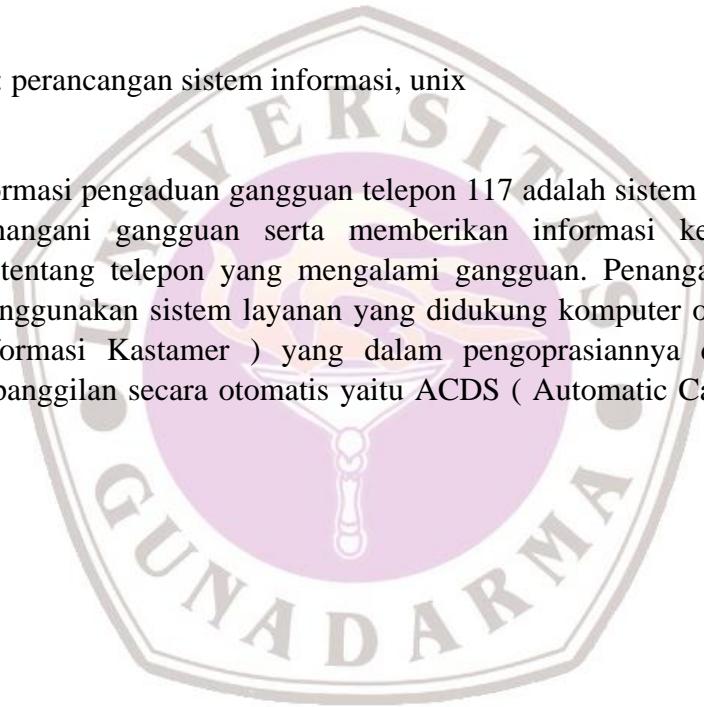 : perancangan sistem informasi, unix
ormasi pengaduan gangguan telepon 117 adalah sistem
nangani gangguan serta memberikan informasi ke
tentang telepon yang mengalami gangguan. Penanga
nggunakan sistem layanan yang didukung komputer o
formasi Kastamer ) yang dalam pengoprasiannya
panggilan secara otomatis yaitu ACDS ( Automatic Ca
UNIVERSITAS
GUNADARMA